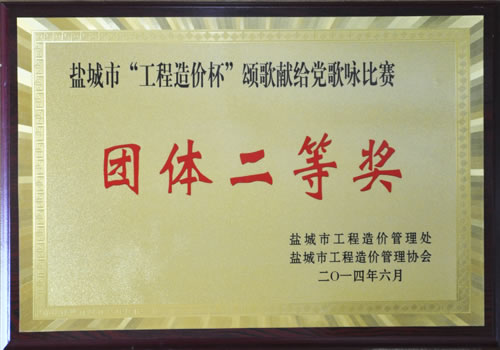 盐城市“工程造价杯”颂歌献给党歌咏比赛
团体二等奖
盐城市工程造价管理处
盐城市工程造价管理协会
二〇一四年六月